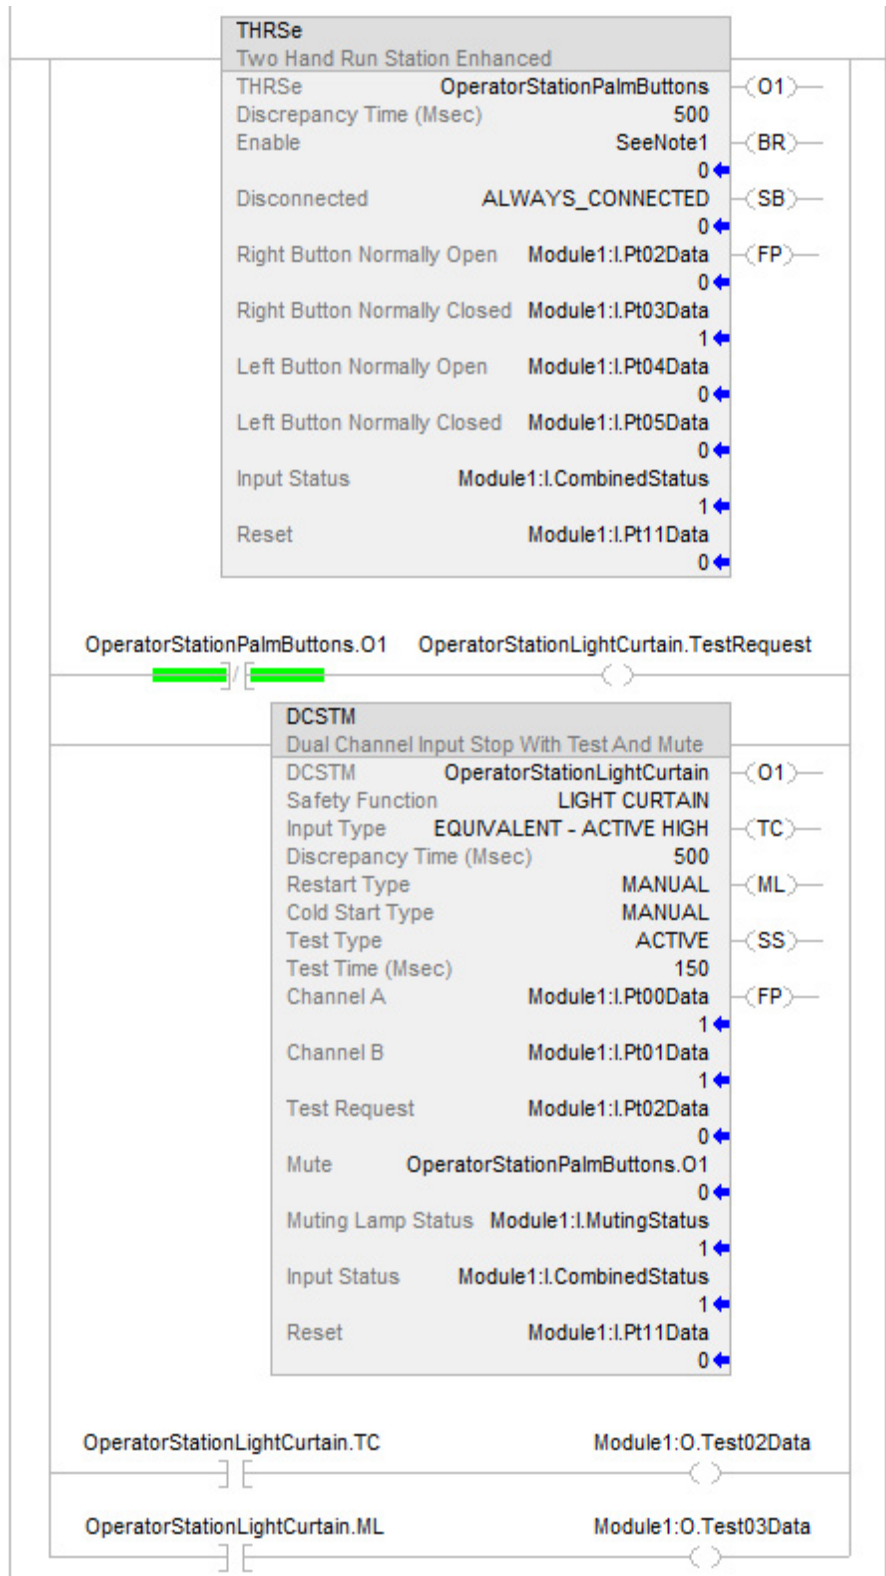 THRSe
Two Hand Run Station Enhanced
THRSe OperatorStationPalmButtons (O1)
Discrepancy Time (Msec) 500
Enable SeeNote1 (BR)
0
Disconnected ALWAYS_CONNECTED (SB)
0
Right Button Normally Open Module1:I.Pt02Data (FP)
0
Right Button Normally Closed Module1:I.Pt03Data
1
Left Button Normally Open Module1:I.Pt04Data
0
Left Button Normally Closed Module1:I.Pt05Data
0
Input Status Module1:I.CombinedStatus
1
Reset Module1:I.Pt11Data
0
OperatorStationPalmButtons.O1 OperatorStationLightCurtain.TestRequest
/
DCSTM
Dual Channel Input Stop With Test And Mute
DCSTM OperatorStationLightCurtain (O1)
Safety Function LIGHT CURTAIN
Input Type EQUIVALENT - ACTIVE HIGH (TC)
Discrepancy Time (Msec) 500
Restart Type MANUAL (ML)
Cold Start Type MANUAL
Test Type ACTIVE (SS)
Test Time (Msec) 150
Channel A Module1:I.Pt00Data (FP)
1
Channel B Module1:I.Pt01Data
1
Test Request Module1:I.Pt02Data
0
Mute OperatorStationPalmButtons.O1
0
Muting Lamp Status Module1:I.MutingStatus
1
Input Status Module1:I.CombinedStatus
1
Reset Module1:I.Pt11Data
0
OperatorStationLightCurtain.TC Module1:O.Test02Data
OperatorStationLightCurtain.ML Module1:O.Test03Data